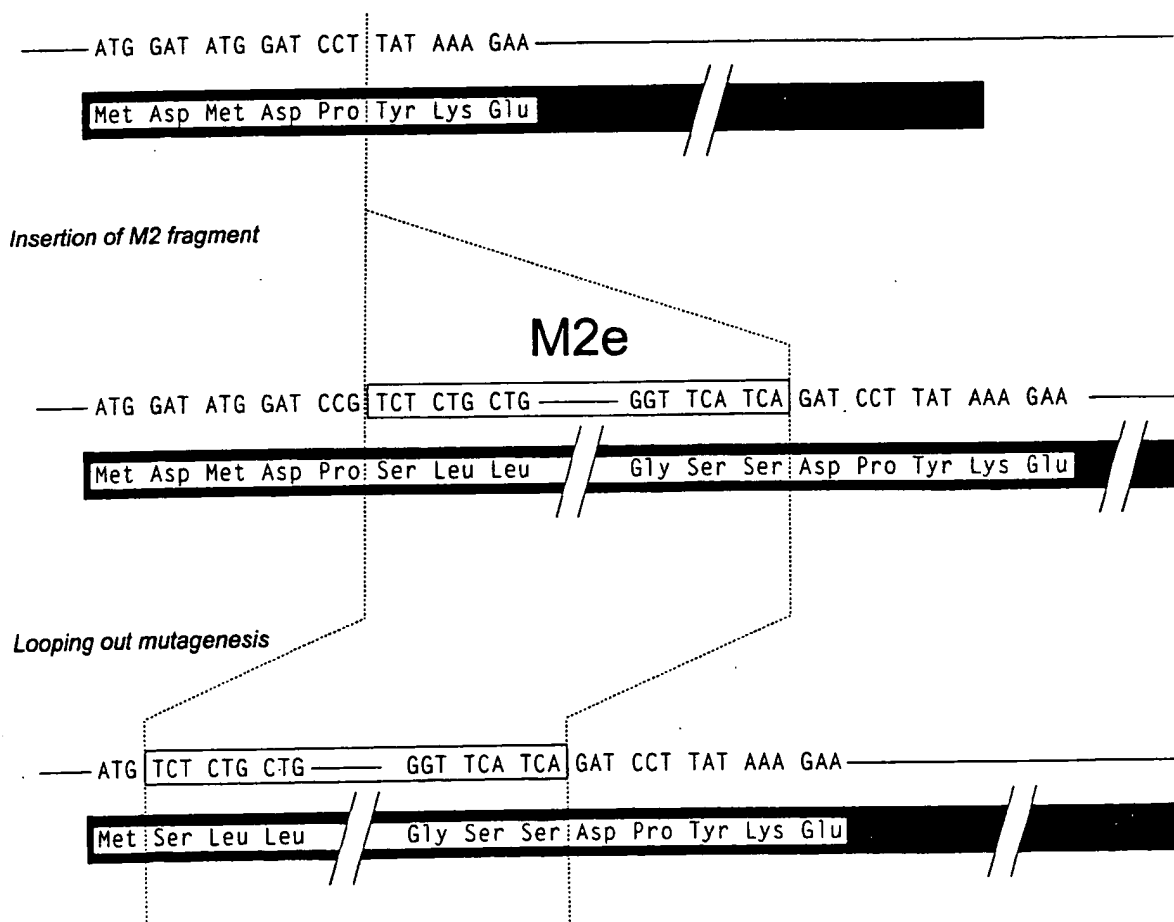 ATG GAT ATG GAT CCT TAT AAA GAA
Met Asp Met Asp Pro Tyr Lys Glu
Insertion of M2 fragment
M2e
ATG GAT ATG GAT CCG TCT CTG CTG GGT TCA TCA GAT CCT TAT AAA GAA
Met Asp Met Asp Pro Ser Leu Leu Gly Ser Ser Asp Pro Tyr Lys Glu
Looping out mutagenesis
ATG TCT CTG CTG GGT TCA TCA GAT CCT TAT AAA GAA
Met Ser Leu Leu Gly Ser Ser Asp Pro Tyr Lys Glu